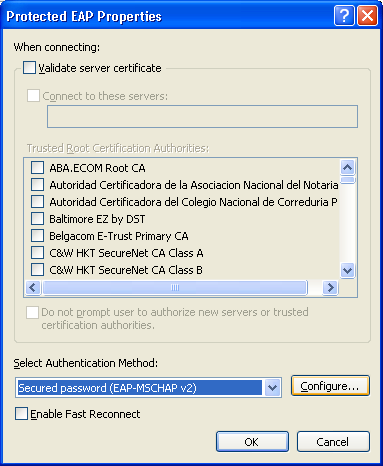 Protected EAP Properties
When connecting:
Validate server certificate
Connect to these servers:
Trusted Root Certification Authorities:
ABA.ECOM Root CA
Autoridad Certificadora de la Asociacion Nacional del Notaria
Autoridad Certificadora del Colegio Nacional de Correduria P
Baltimore EZ by DST
Belgacom E-Trust Primary CA
C&W HKT SecureNet CA Class A
C&W HKT SecureNet CA Class B
Do not prompt user to authorize new servers or trusted
certification authorities.
Select Authentication Method:
Secured password (EAP-MSCHAP v2)
Configure...
Enable Fast Reconnect
OK
Cancel